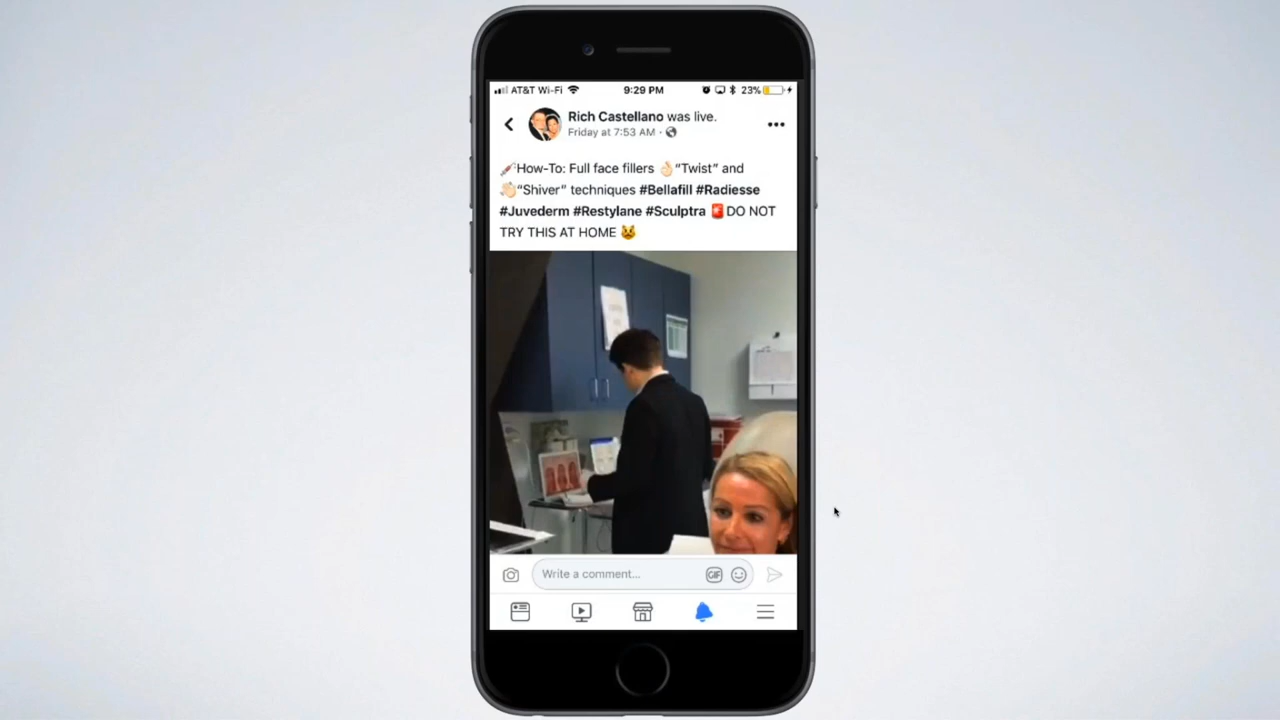 AT&T Wi-Fi 9:29 PM 23%
Rich Castellano was live.
Friday at 7:53 AM ·
💉How-To: Full face fillers 👌🏻“Twist” and
👏🏻“Shiver” techniques #Bellafill #Radiesse
#Juvederm #Restylane #Sculptra 🚨DO NOT
TRY THIS AT HOME 😾
Write a comment... GIF